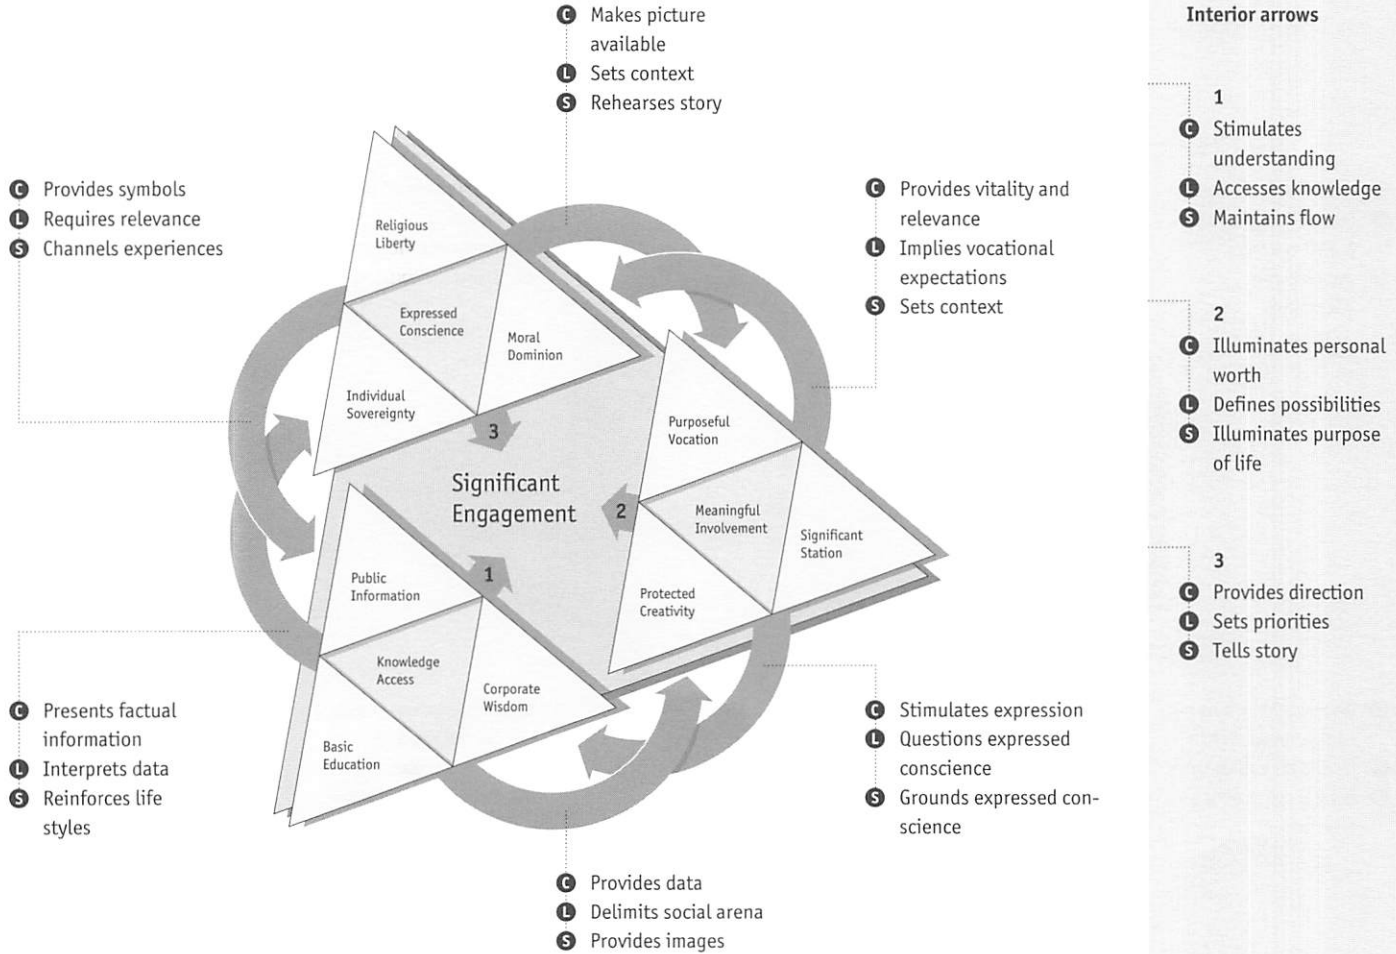 C Makes picture
available
L Sets context
S Rehearses story
C Provides symbols
L Requires relevance
S Channels experiences
C Provides vitality and
relevance
L Implies vocational
expectations
S Sets context
Religious
Liberty
Expressed
Conscience
Moral
Dominion
Individual
Sovereignty
3
Significant
Engagement
2
1
Purposeful
Vocation
Meaningful
Involvement
Significant
Station
Protected
Creativity
Public
Information
Knowledge
Access
Corporate
Wisdom
Basic
Education
C Presents factual
information
L Interprets data
S Reinforces life
styles
C Stimulates expression
L Questions expressed
conscience
S Grounds expressed con-
science
C Provides data
L Delimits social arena
S Provides images
Interior arrows
1
C Stimulates
understanding
L Accesses knowledge
S Maintains flow
2
C Illuminates personal
worth
L Defines possibilities
S Illuminates purpose
of life
3
C Provides direction
L Sets priorities
S Tells story